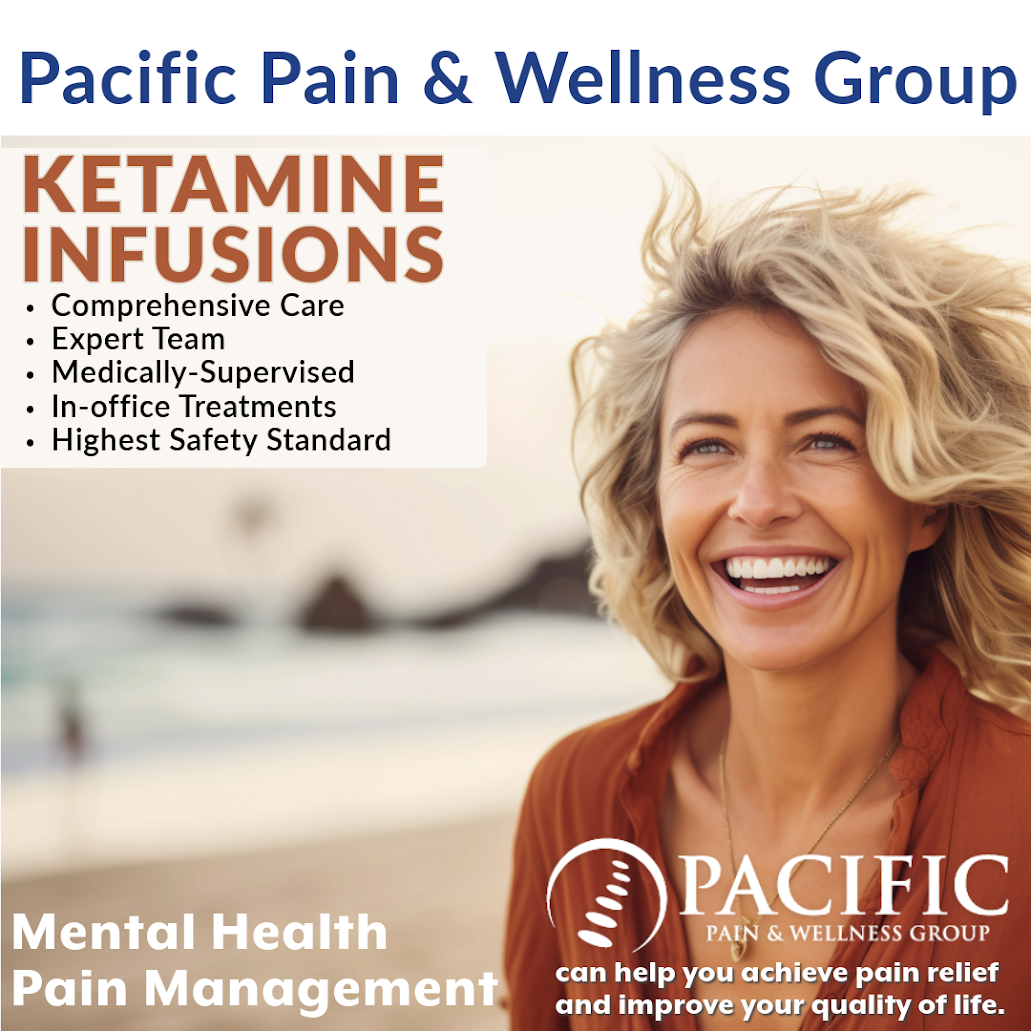 Pacific Pain & Wellness Group
KETAMINE
INFUSIONS
• Comprehensive Care
• Expert Team
• Medically-Supervised
• In-office Treatments
• Highest Safety Standard
Mental Health
Pain Management
PACIFIC
PAIN & WELLNESS GROUP
can help you achieve pain relief
and improve your quality of life.